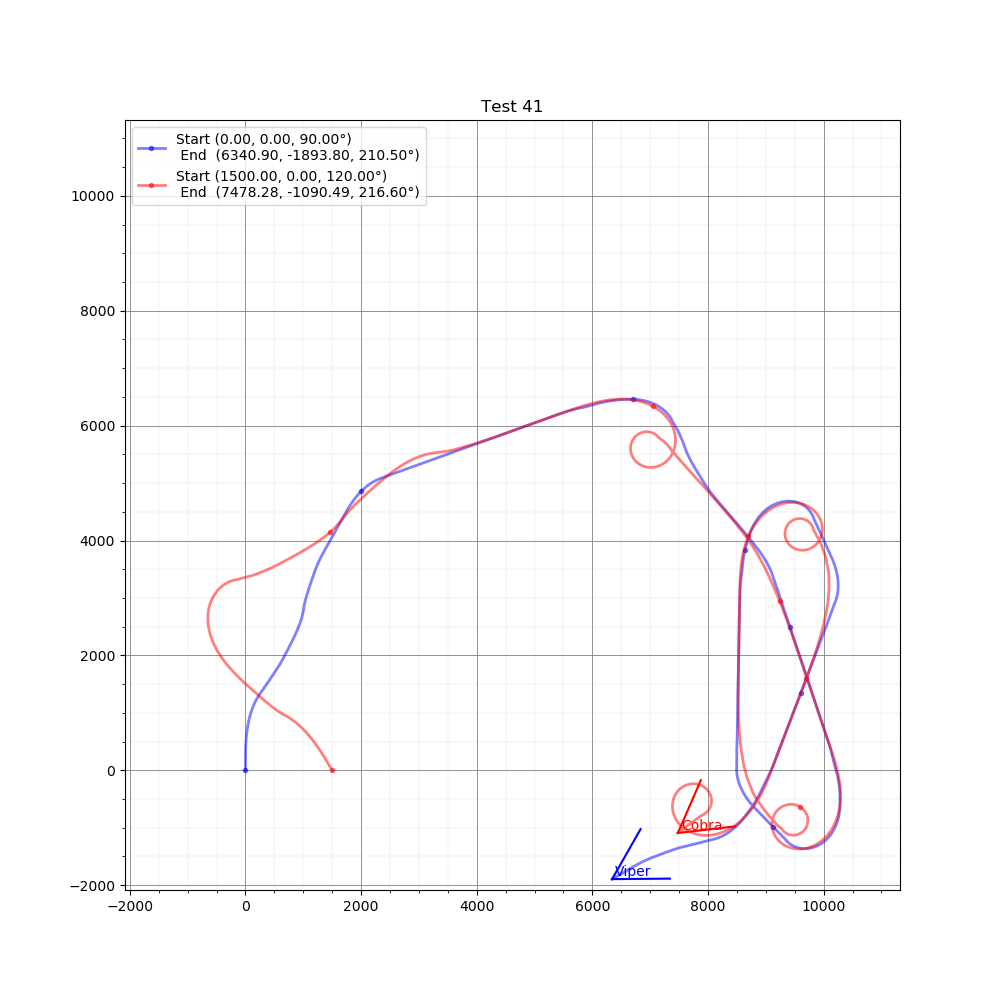 Test 41
Start (0.00, 0.00, 90.00°)
End (6340.90, -1893.80, 210.50°)
Start (1500.00, 0.00, 120.00°)
End (7478.28, -1090.49, 216.60°)
10000
8000
6000
4000
2000
0
−2000
Cobra
Viper
−2000 0 2000 4000 6000 8000 10000